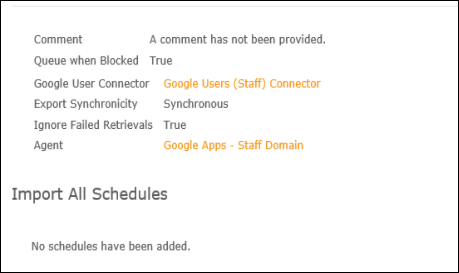 Comment A comment has not been provided.
Queue when Blocked True
Google User Connector Google Users (Staff) Connector
Export Synchronicity Synchronous
Ignore Failed Retrievals True
Agent Google Apps - Staff Domain
Import All Schedules
No schedules have been added.